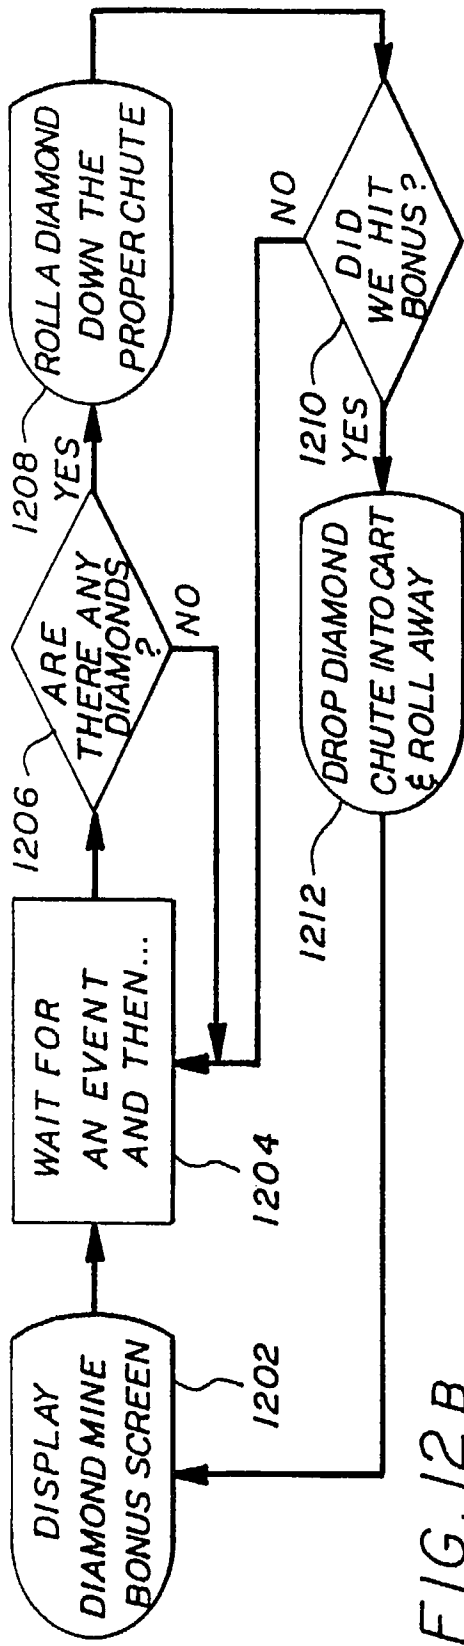 DISPLAY
DIAMOND MINE
BONUS SCREEN
1202
WAIT FOR
AN EVENT
AND THEN...
1204
ARE
THERE ANY
DIAMONDS
?
1206
YES
NO
ROLL A DIAMOND
DOWN THE
PROPER CHUTE
1208
DID
WE HIT
BONUS?
1210
YES
NO
DROP DIAMOND
CHUTE INTO CART
& ROLL AWAY
1212
FIG. 12B